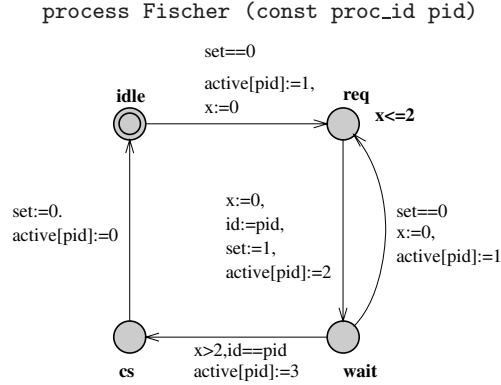 process Fischer (const proc_id pid)
set==0
idle
active[pid]:=1,
x:=0
req
x<=2
x:=0,
id:=pid,
set:=1,
active[pid]:=2
set:=0.
active[pid]:=0
set==0
x:=0,
active[pid]:=1
x>2,id==pid
active[pid]:=3
cs
wait